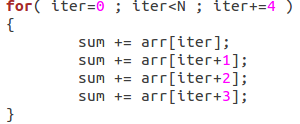 for( iter=0 ; iter<N ; iter+=4 )
{
        sum += arr[iter];
        sum += arr[iter+1];
        sum += arr[iter+2];
        sum += arr[iter+3];
}